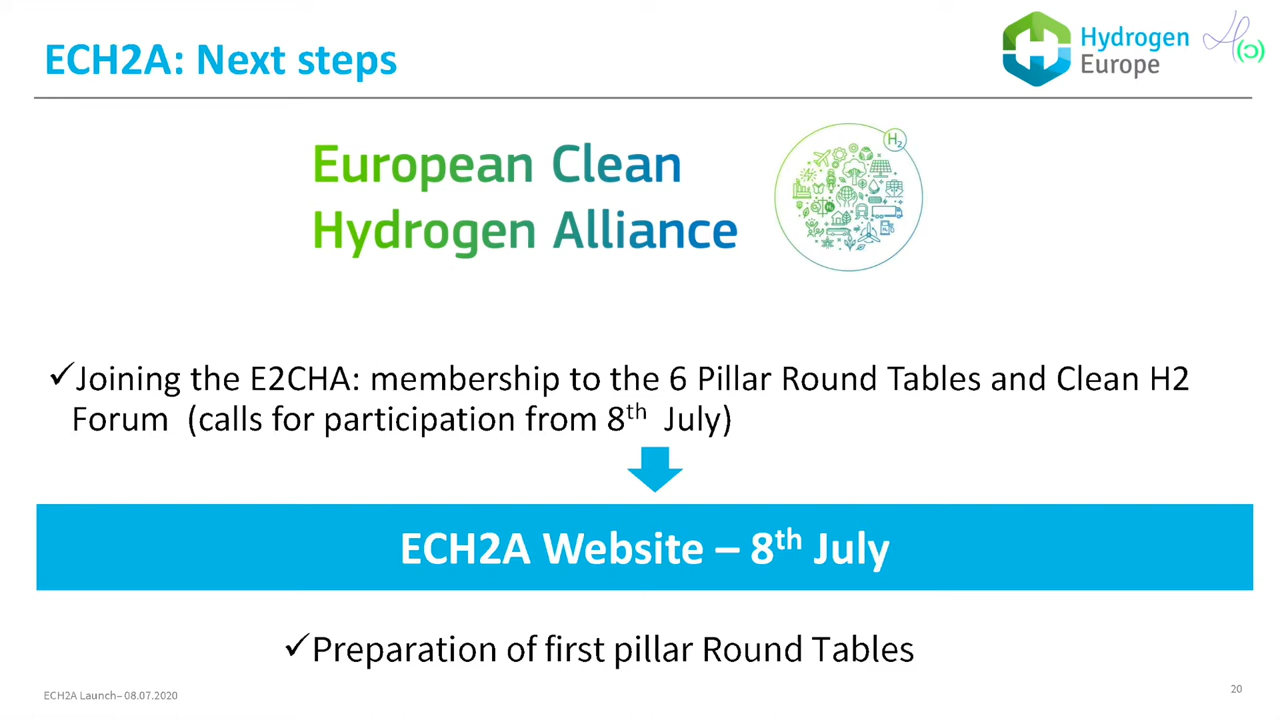 ECH2A: Next steps
Hydrogen
Europe
European Clean
Hydrogen Alliance
H2
✓Joining the E2CHA: membership to the 6 Pillar Round Tables and Clean H2
Forum (calls for participation from 8th July)
ECH2A Website – 8th July
✓Preparation of first pillar Round Tables
ECH2A Launch– 08.07.2020
20